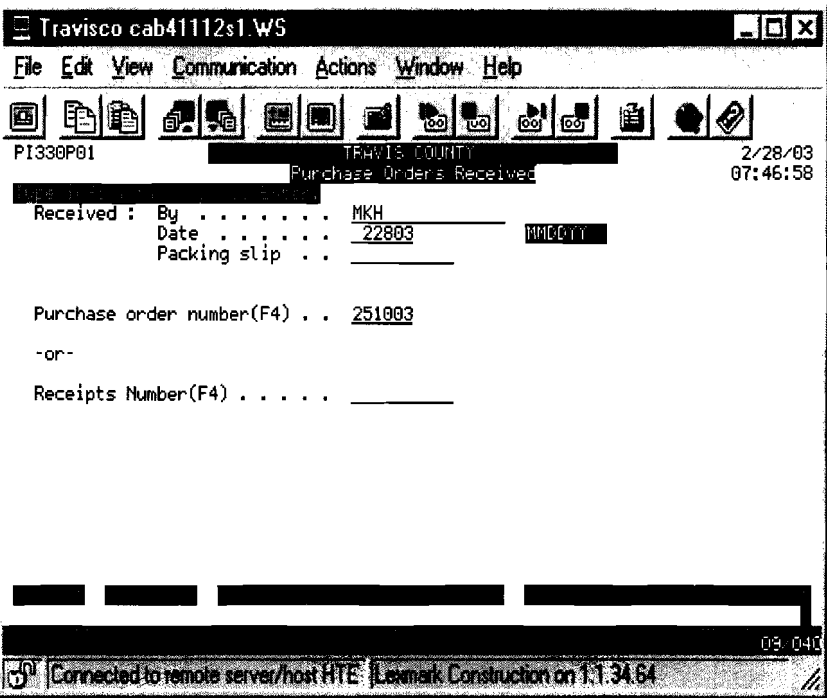 Travisco cab41112s1.WS
File Edit View Communication Actions Window Help
PI330P01 TRAVIS COUNTY 2/28/03
Purchase Orders Received 07:46:58
Received : By . . . . . . . MKH
Date . . . . . . 22803 MMDDYY
Packing slip . .
Purchase order number(F4) . . 251003
-or-
Receipts Number(F4) . . . . .
09/040
Connected to remote server/host HTE Lexmark Construction on 1.1.34.64